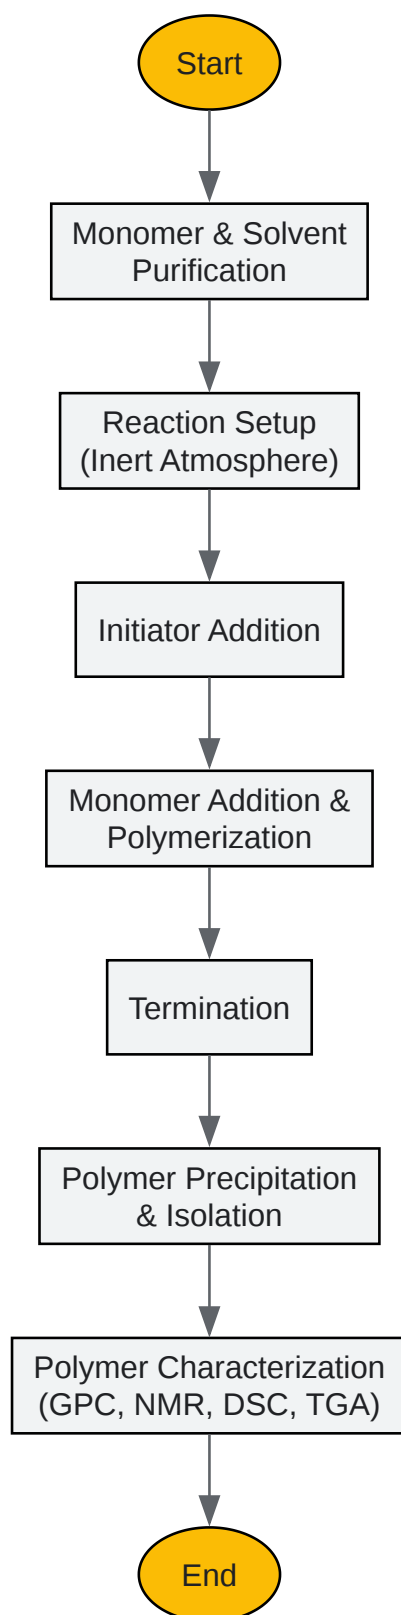 Start
Monomer & Solvent
Purification
Reaction Setup
(Inert Atmosphere)
Initiator Addition
Monomer Addition &
Polymerization
Termination
Polymer Precipitation
& Isolation
Polymer Characterization
(GPC, NMR, DSC, TGA)
End